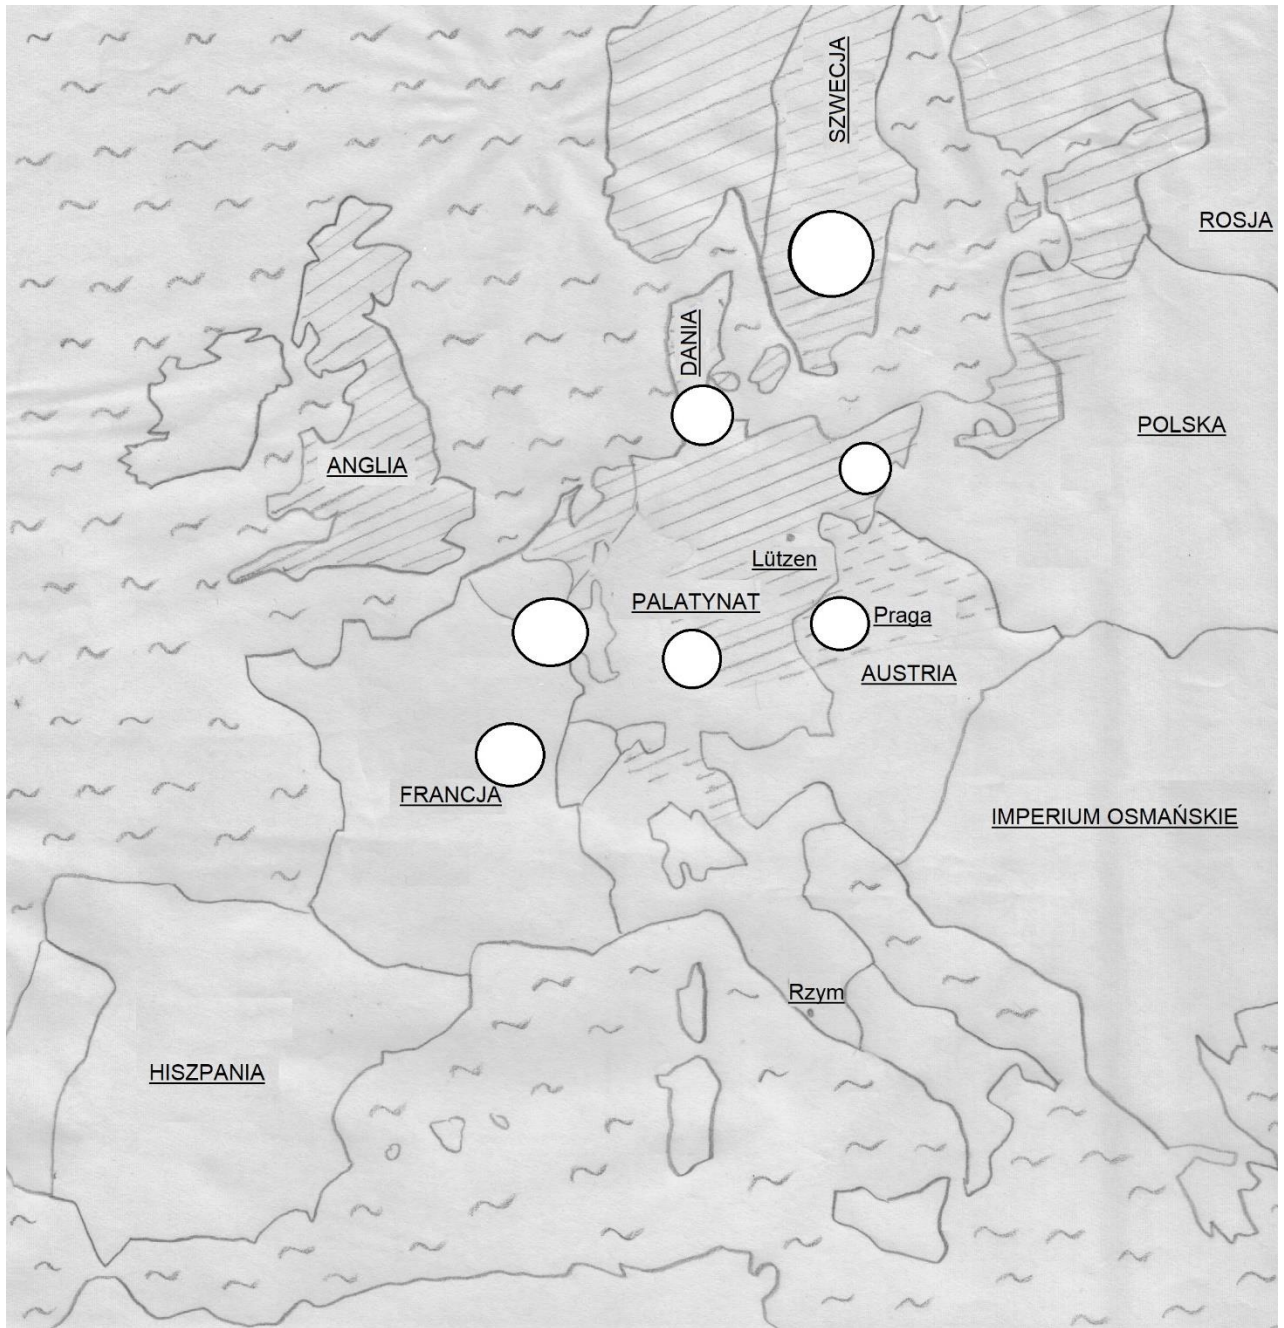 SZWECJA
ROSJA
DANIA
POLSKA
ANGLIA
Lützen
PALATYNAT
Praga
AUSTRIA
FRANCJA
IMPERIUM OSMAŃSKIE
Rzym
HISZPANIA